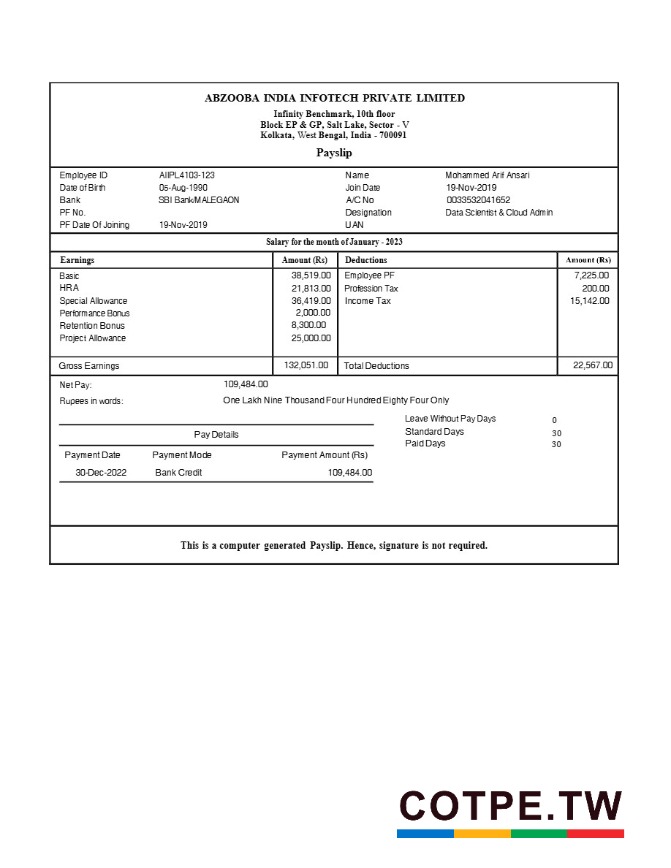 ABZOOBA INDIA INFOTECH PRIVATE LIMITED
Infinity Benchmark, 10th floor
Block EP & GP, Salt Lake, Sector - V
Kolkata, West Bengal, India - 700091
Payslip
Employee ID AIIPL4103-123 Name Mohammed Arif Ansari
Date of Birth 05-Aug-1990 Join Date 19-Nov-2019
Bank SBI Bank/MALEGAON A/C No 0033532041652
PF No. Designation Data Scientist & Cloud Admin
PF Date Of Joining 19-Nov-2019 UAN
Salary for the month of January - 2023
Earnings Amount (Rs) Deductions Amount (Rs)
Basic 38,519.00 Employee PF 7,225.00
HRA 21,813.00 Profession Tax 200.00
Special Allowance 36,419.00 Income Tax 15,142.00
Performance Bonus 2,000.00
Retention Bonus 8,300.00
Project Allowance 25,000.00
Gross Earnings 132,051.00 Total Deductions 22,567.00
Net Pay: 109,484.00
Rupees in words: One Lakh Nine Thousand Four Hundred Eighty Four Only
Leave Without Pay Days 0
Pay Details Standard Days 30
Paid Days 30
Payment Date Payment Mode Payment Amount (Rs)
30-Dec-2022 Bank Credit 109,484.00
This is a computer generated Payslip. Hence, signature is not required.
COTPE.TW